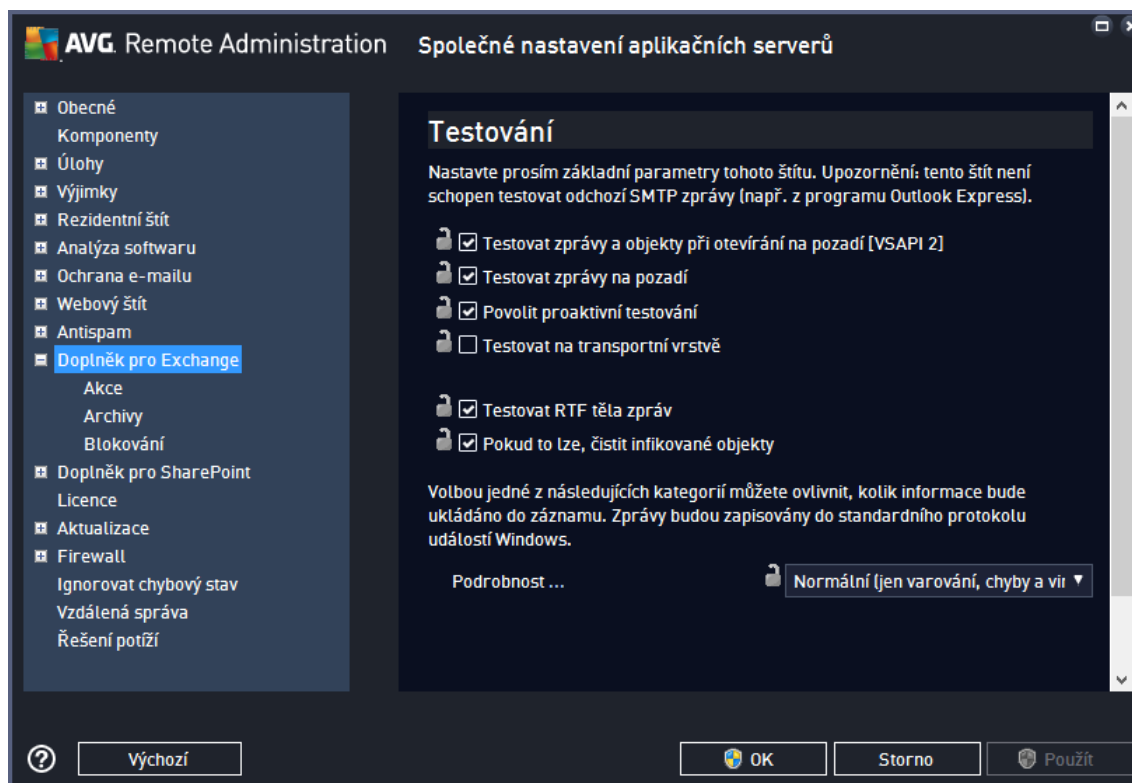 AVG. Remote Administration
Společné nastavení aplikačních serverů
Obecné
Komponenty
Úlohy
Výjimky
Rezidentní štít
Analýza softwaru
Ochrana e-mailu
Webový štít
Antispam
Doplněk pro Exchange
Akce
Archivy
Blokování
Doplněk pro SharePoint
Licence
Aktualizace
Firewall
Ignorovat chybový stav
Vzdálená správa
Řešení potíží
Testování
Nastavte prosím základní parametry tohoto štítu. Upozornění: tento štít není
schopen testovat odchozí SMTP zprávy (např. z programu Outlook Express).
Testovat zprávy a objekty při otevírání na pozadí [VSAPI 2]
Testovat zprávy na pozadí
Povolit proaktivní testování
Testovat na transportní vrstvě
Testovat RTF těla zpráv
Pokud to lze, čistit infikované objekty
Volbou jedné z následujících kategorií můžete ovlivnit, kolik informace bude
ukládáno do záznamu. Zprávy budou zapisovány do standardního protokolu
událostí Windows.
Podrobnost ... Normální (jen varování, chyby a vir
? Výchozí OK Storno Použít